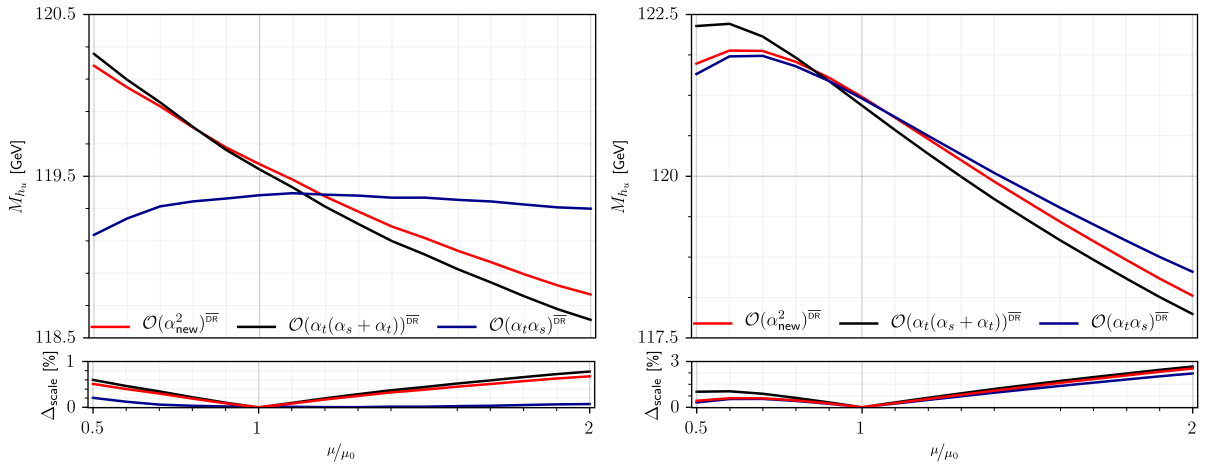 120.5
119.5
118.5
M_{h_u} [GeV]
O(α²_new)^{\overline{DR}} O(α_t(α_s + α_t))^{\overline{DR}} O(α_tα_s)^{\overline{DR}}
1
0
Δ_scale [%]
0.5 1 2
μ/μ_0
122.5
120
117.5
M_{h_u} [GeV]
O(α²_new)^{\overline{DR}} O(α_t(α_s + α_t))^{\overline{DR}} O(α_tα_s)^{\overline{DR}}
3
0
Δ_scale [%]
0.5 1 2
μ/μ_0